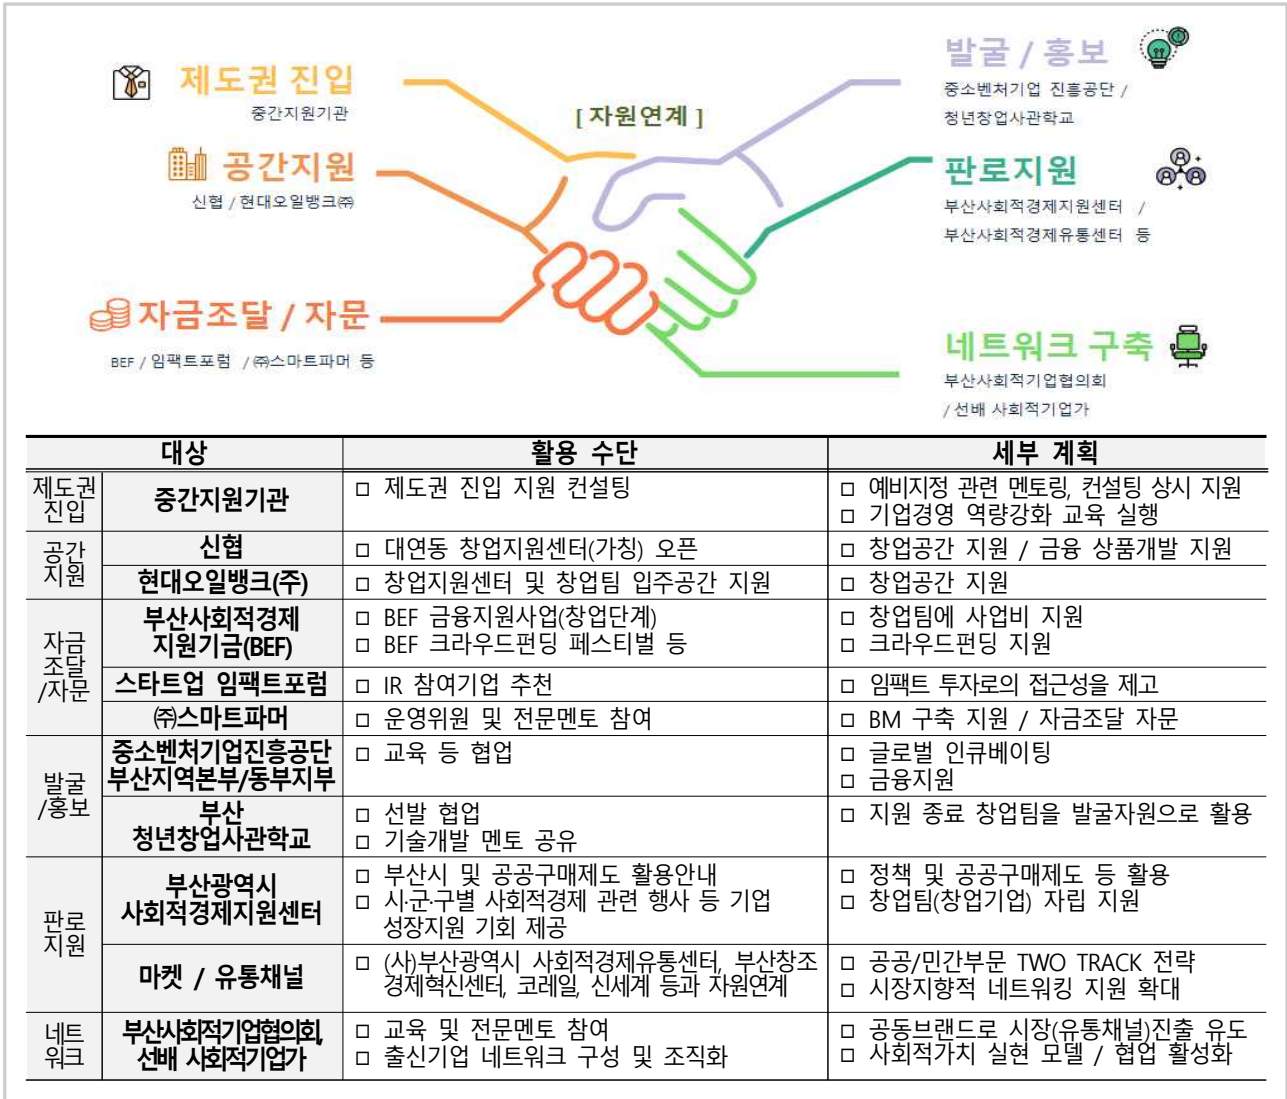 제도권 진입
중간지원기관
공간지원
신협 / 현대오일뱅크㈜
자금조달 / 자문
BEF / 임팩트포럼 / ㈜스마트파머 등
[ 자원연계 ]
발굴 / 홍보
중소벤처기업 진흥공단 /
청년창업사관학교
판로지원
부산사회적경제지원센터 /
부산사회적경제유통센터 등
네트워크 구축
부산사회적기업협의회
/ 선배 사회적기업가
대상 활용 수단 세부 계획
제도권
진입
중간지원기관
□ 제도권 진입 지원 컨설팅
□ 예비지정 관련 멘토링, 컨설팅 상시 지원
□ 기업경영 역량강화 교육 실행
공간
지원
신협
□ 대연동 창업지원센터(가칭) 오픈
□ 창업공간 지원 / 금융 상품개발 지원
현대오일뱅크(주)
□ 창업지원센터 및 창업팀 입주공간 지원
□ 창업공간 지원
자금
조달
/자문
부산사회적경제
지원기금(BEF)
□ BEF 금융지원사업(창업단계)
□ BEF 크라우드펀딩 페스티벌 등
□ 창업팀에 사업비 지원
□ 크라우드펀딩 지원
스타트업 임팩트포럼
□ IR 참여기업 추천
□ 임팩트 투자로의 접근성을 제고
㈜스마트파머
□ 운영위원 및 전문멘토 참여
□ BM 구축 지원 / 자금조달 자문
발굴
/홍보
중소벤처기업진흥공단
부산지역본부/동부지부
□ 교육 등 협업
□ 글로벌 인큐베이팅
□ 금융지원
부산
청년창업사관학교
□ 선발 협업
□ 기술개발 멘토 공유
□ 지원 종료 창업팀을 발굴자원으로 활용
판로
지원
부산광역시
사회적경제지원센터
□ 부산시 및 공공구매제도 활용안내
□ 시·군·구별 사회적경제 관련 행사 등 기업
성장지원 기회 제공
□ 정책 및 공공구매제도 등 활용
□ 창업팀(창업기업) 자립 지원
마켓 / 유통채널
□ (사)부산광역시 사회적경제유통센터, 부산창조
경제혁신센터, 코레일, 신세계 등과 자원연계
□ 공공/민간부문 TWO TRACK 전략
□ 시장지향적 네트워킹 지원 확대
네트
워크
부산사회적기업협의회,
선배 사회적기업가
□ 교육 및 전문멘토 참여
□ 출신기업 네트워크 구성 및 조직화
□ 공동브랜드로 시장(유통채널)진출 유도
□ 사회적가치 실현 모델 / 협업 활성화